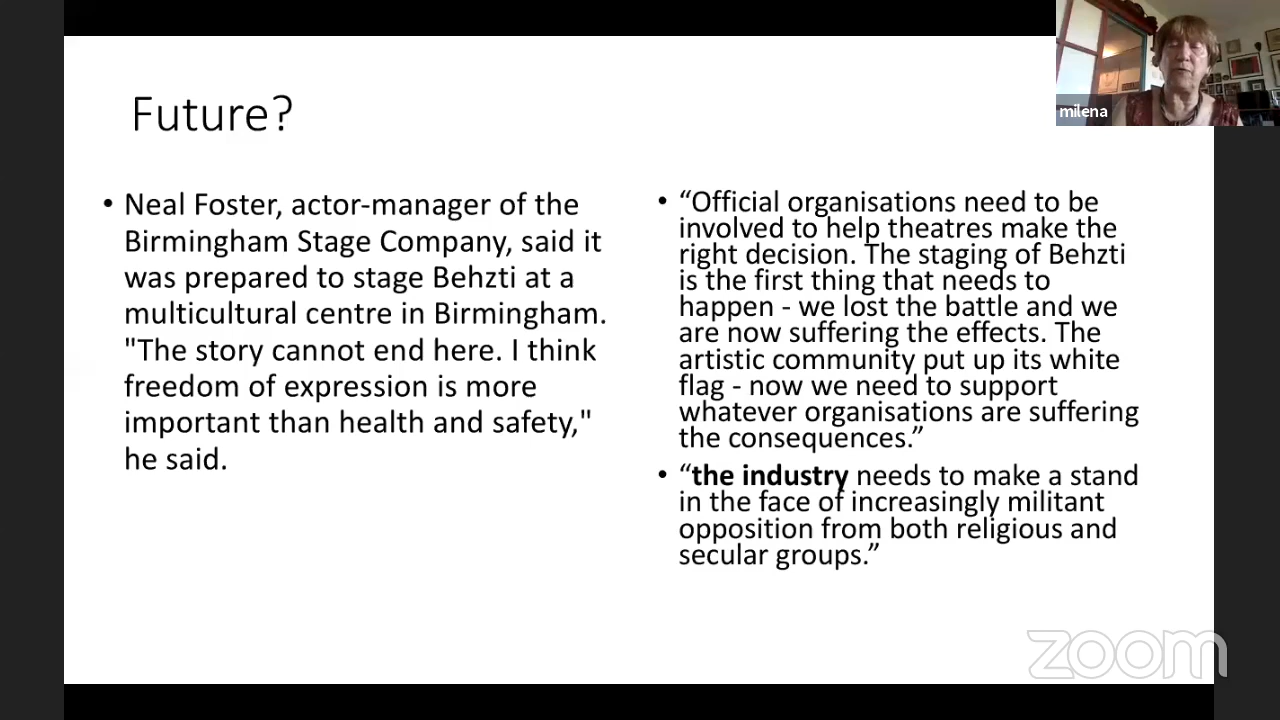 Future?
• Neal Foster, actor-manager of the
Birmingham Stage Company, said it
was prepared to stage Behzti at a
multicultural centre in Birmingham.
"The story cannot end here. I think
freedom of expression is more
important than health and safety,"
he said.
• “Official organisations need to be
involved to help theatres make the
right decision. The staging of Behzti
is the first thing that needs to
happen - we lost the battle and we
are now suffering the effects. The
artistic community put up its white
flag - now we need to support
whatever organisations are suffering
the consequences.”
• “the industry needs to make a stand
in the face of increasingly militant
opposition from both religious and
secular groups.”
milena
zoom